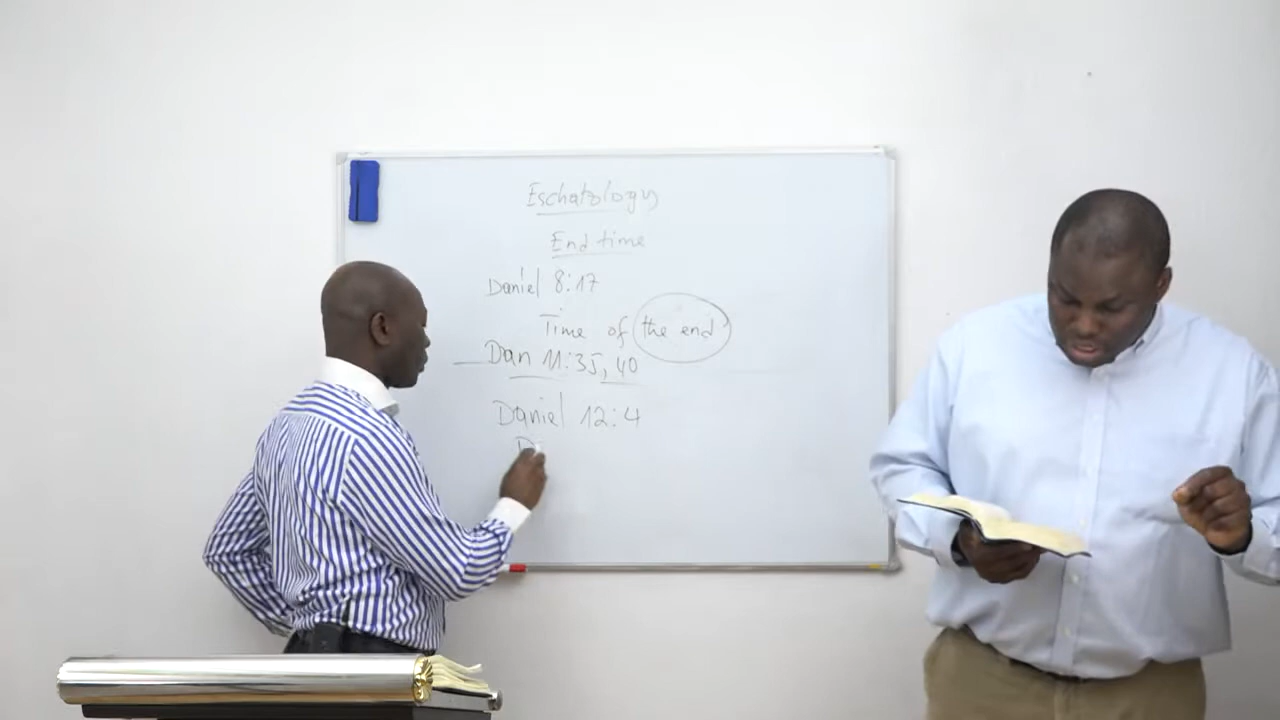 Eschatology
End time
Daniel 8:17
Time of the end
Dan 11:35, 40
Daniel 12:4
D